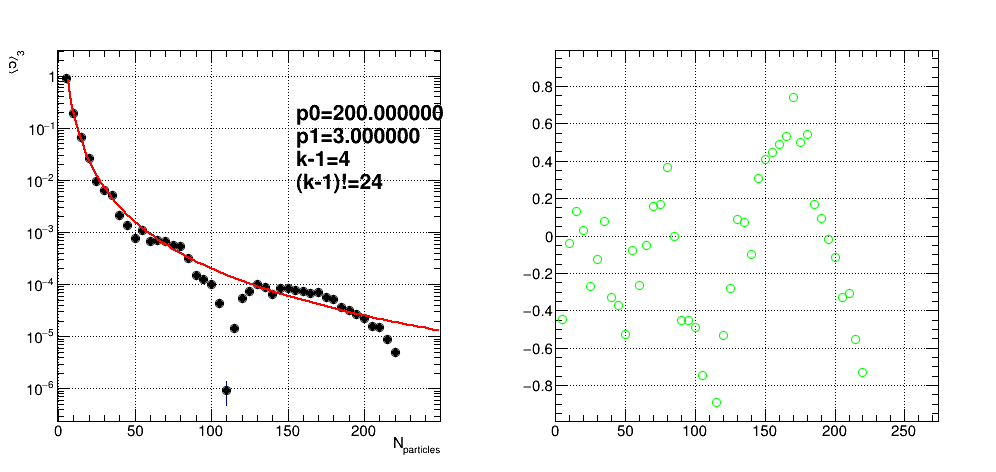 ⟨c⟩₃
1
10⁻¹
10⁻²
10⁻³
10⁻⁴
10⁻⁵
10⁻⁶
p0=200.000000
p1=3.000000
k-1=4
(k-1)!=24
0 50 100 150 200
N_particles
0.8
0.6
0.4
0.2
0
−0.2
−0.4
−0.6
−0.8
0 50 100 150 200 250